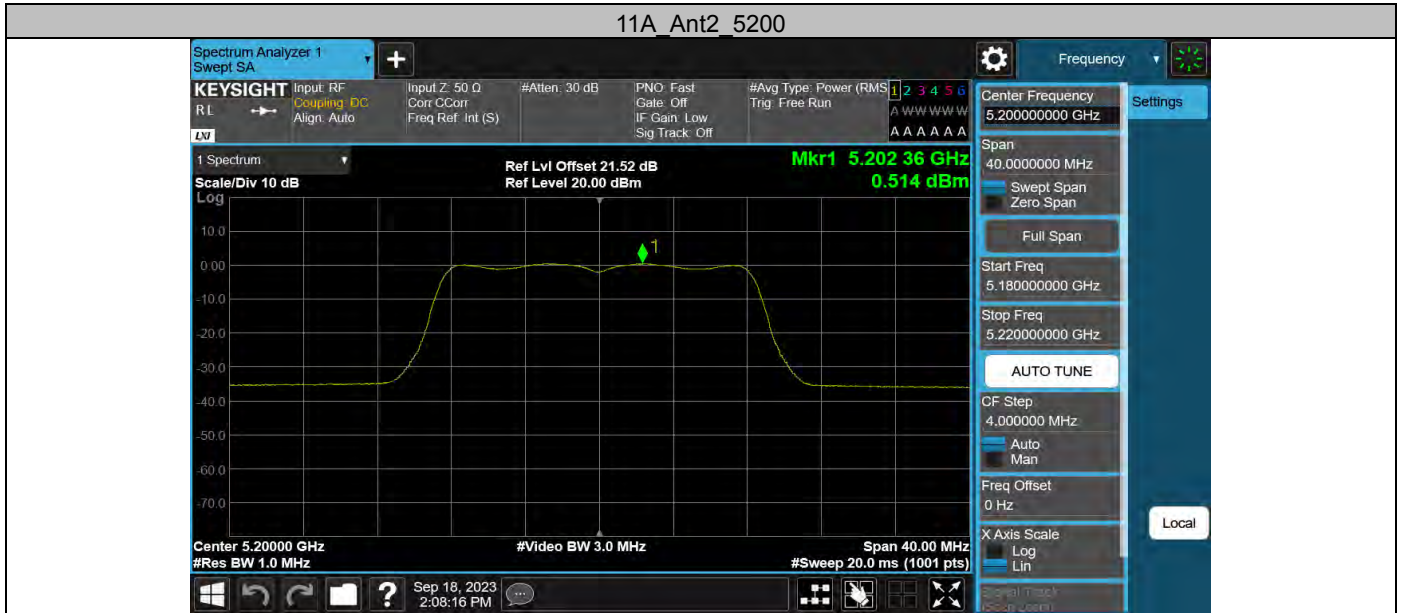 11A_Ant2_5200
Spectrum Analyzer 1
Swept SA
+
Frequency
KEYSIGHT
RL
LXI
Input: RF
Coupling: DC
Align: Auto
Input Z: 50 Ω
Corr CCorr
Freq Ref: Int (S)
#Atten: 30 dB
PNO: Fast
Gate: Off
IF Gain: Low
Sig Track: Off
#Avg Type: Power (RMS
Trig: Free Run
1 2 3 4 5 6
A W W W W W
A A A A A A
1 Spectrum
Scale/Div 10 dB
Log
Ref Lvl Offset 21.52 dB
Ref Level 20.00 dBm
Mkr1 5.202 36 GHz
0.514 dBm
10.0
0.00
-10.0
-20.0
-30.0
-40.0
-50.0
-60.0
-70.0
1
Center 5.20000 GHz
#Res BW 1.0 MHz
#Video BW 3.0 MHz
Span 40.00 MHz
#Sweep 20.0 ms (1001 pts)
Center Frequency
5.200000000 GHz
Settings
Span
40.0000000 MHz
Swept Span
Zero Span
Full Span
Start Freq
5.180000000 GHz
Stop Freq
5.220000000 GHz
AUTO TUNE
CF Step
4.000000 MHz
Auto
Man
Freq Offset
0 Hz
X Axis Scale
Log
Lin
Signal Track
(Span Zoom)
Local
?
Sep 18, 2023
2:08:16 PM